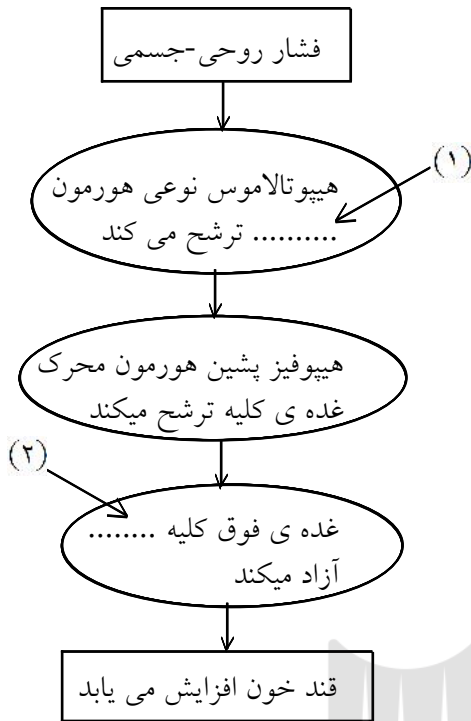 فشار روحی-جسمی
(۱)
هیپوتالاموس نوعی هورمون
.......... ترشح می کند
هیپوفیز پشین هورمون محرک
غده ی کلیه ترشح میکند
(۲)
غده ی فوق کلیه ........
آزاد میکند
قند خون افزایش می یابد